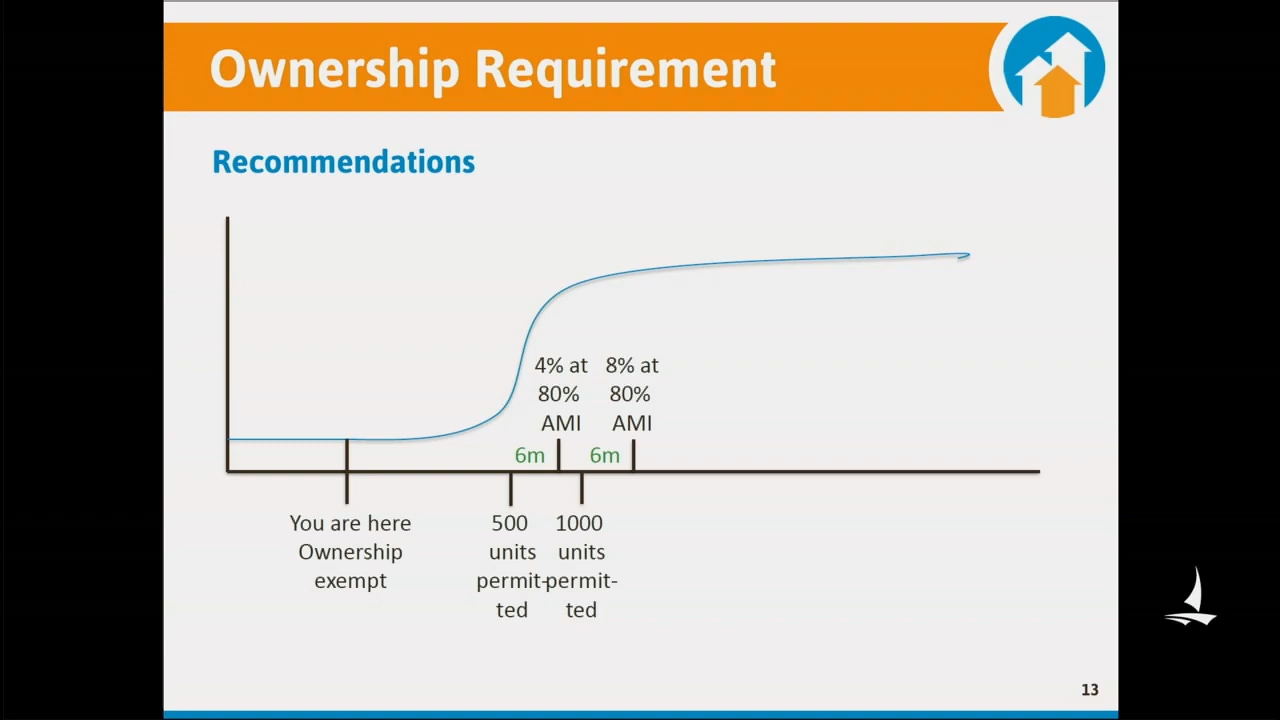 Ownership Requirement
Recommendations
4% at
80%
AMI
8% at
80%
AMI
6m
6m
You are here
Ownership
exempt
500
units
permit-
ted
1000
units
permit-
ted
13